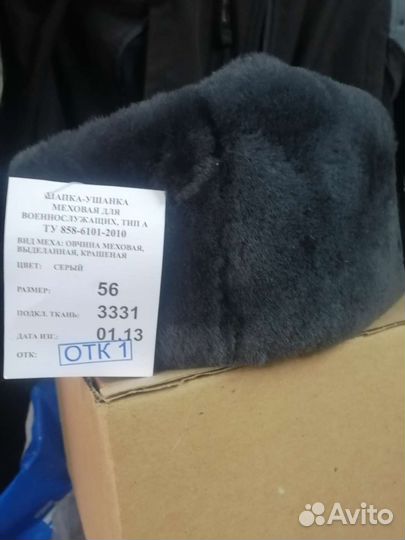 ШАПКА-УШАНКА
МЕХОВАЯ ДЛЯ
ВОЕННОСЛУЖАЩИХ, ТИП А
ТУ 858-6101-2010
ВИД МЕХА: ОВЧИНА МЕХОВАЯ,
ВЫДЕЛАННАЯ, КРАШЕНАЯ
ЦВЕТ: СЕРЫЙ
РАЗМЕР: 56
ПОДКЛ. ТКАНЬ: 3331
ДАТА ИЗГ.: 01.13
ОТК: ОТК 1
Avito